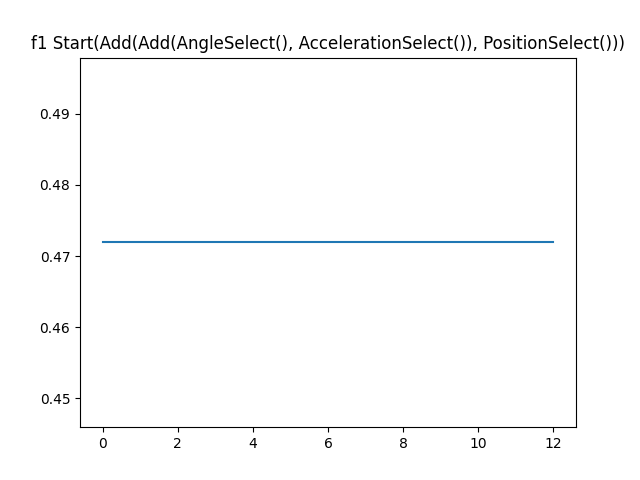 f1 Start(Add(Add(AngleSelect(), AccelerationSelect()), PositionSelect()))
0.49
0.48
0.47
0.46
0.45
0 2 4 6 8 10 12